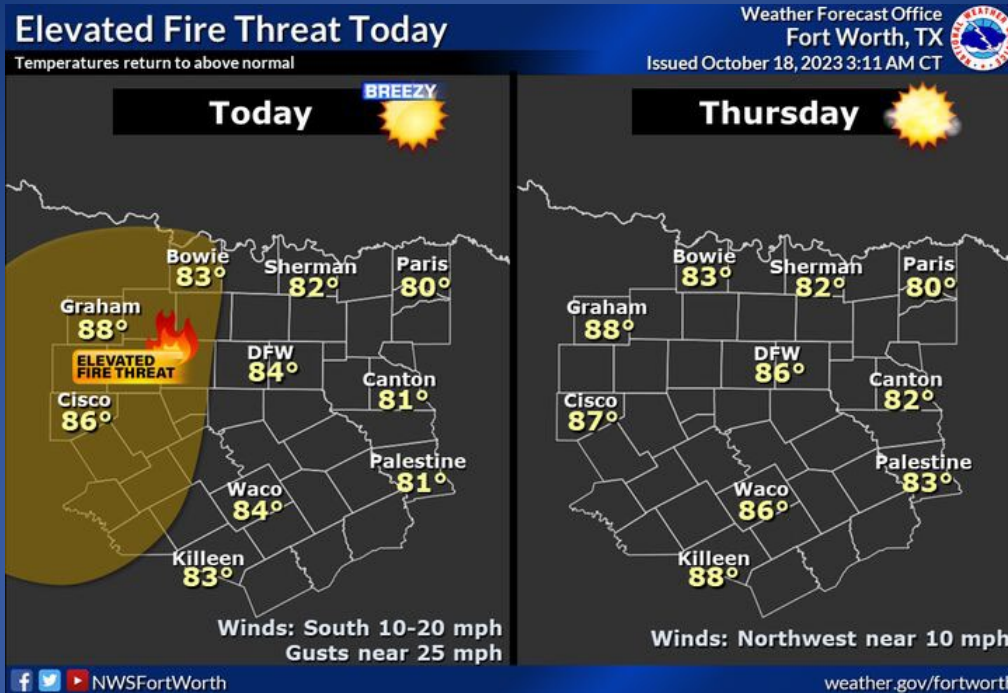 Elevated Fire Threat Today
Temperatures return to above normal
Weather Forecast Office
Fort Worth, TX
Issued October 18, 2023 3:11 AM CT
BREEZY
Today
Bowie
83°
Sherman
82°
Paris
80°
Graham
88°
ELEVATED
FIRE THREAT
DFW
84°
Canton
81°
Cisco
86°
Palestine
81°
Waco
84°
Killeen
83°
Winds: South 10-20 mph
Gusts near 25 mph
Thursday
Bowie
83°
Sherman
82°
Paris
80°
Graham
88°
DFW
86°
Canton
82°
Cisco
87°
Palestine
83°
Waco
86°
Killeen
88°
Winds: Northwest near 10 mph
NWSFortWorth
weather.gov/fortworth